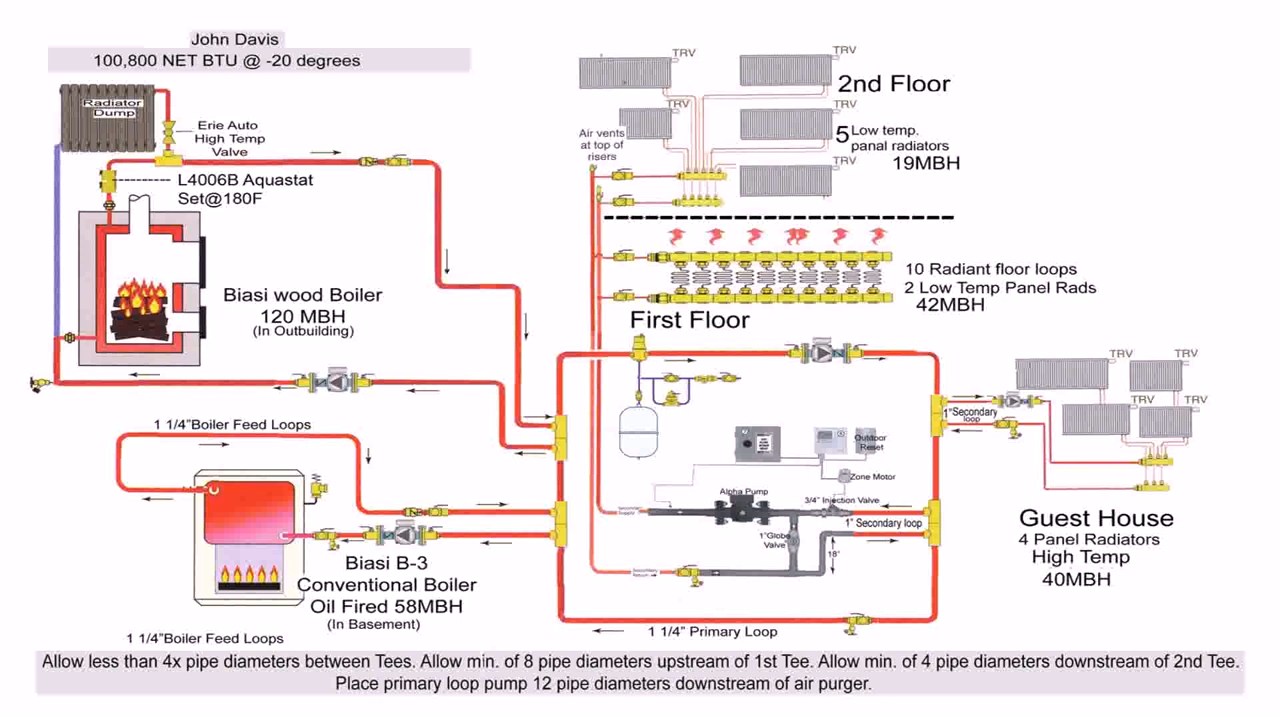 John Davis
100,800 NET BTU @ -20 degrees
Radiator
Dump
Erie Auto
High Temp
Valve
L4006B Aquastat
Set@180F
Biasi wood Boiler
120 MBH
(In Outbuilding)
1 1/4”Boiler Feed Loops
Biasi B-3
Conventional Boiler
Oil Fired 58MBH
(In Basement)
1 1/4”Boiler Feed Loops
TRV
TRV
2nd Floor
TRV
TRV
Air vents
at top of
risers
5 Low temp.
panal radiators
19MBH
TRV
10 Radiant floor loops
2 Low Temp Panel Rads
42MBH
First Floor
TRV
TRV
TRV
TRV
1"Secondary
loop
Outdoor
Reset
Zone Motor
Alpha Pump
3/4" Injection Valve
Secondary
Supply
1" Secondary loop
1"Globe
Valve
18"
Secondary
Return
Guest House
4 Panel Radiators
High Temp
40MBH
1 1/4" Primary Loop
Allow less than 4x pipe diameters between Tees. Allow min. of 8 pipe diameters upstream of 1st Tee. Allow min. of 4 pipe diameters downstream of 2nd Tee.
Place primary loop pump 12 pipe diameters downstream of air purger.